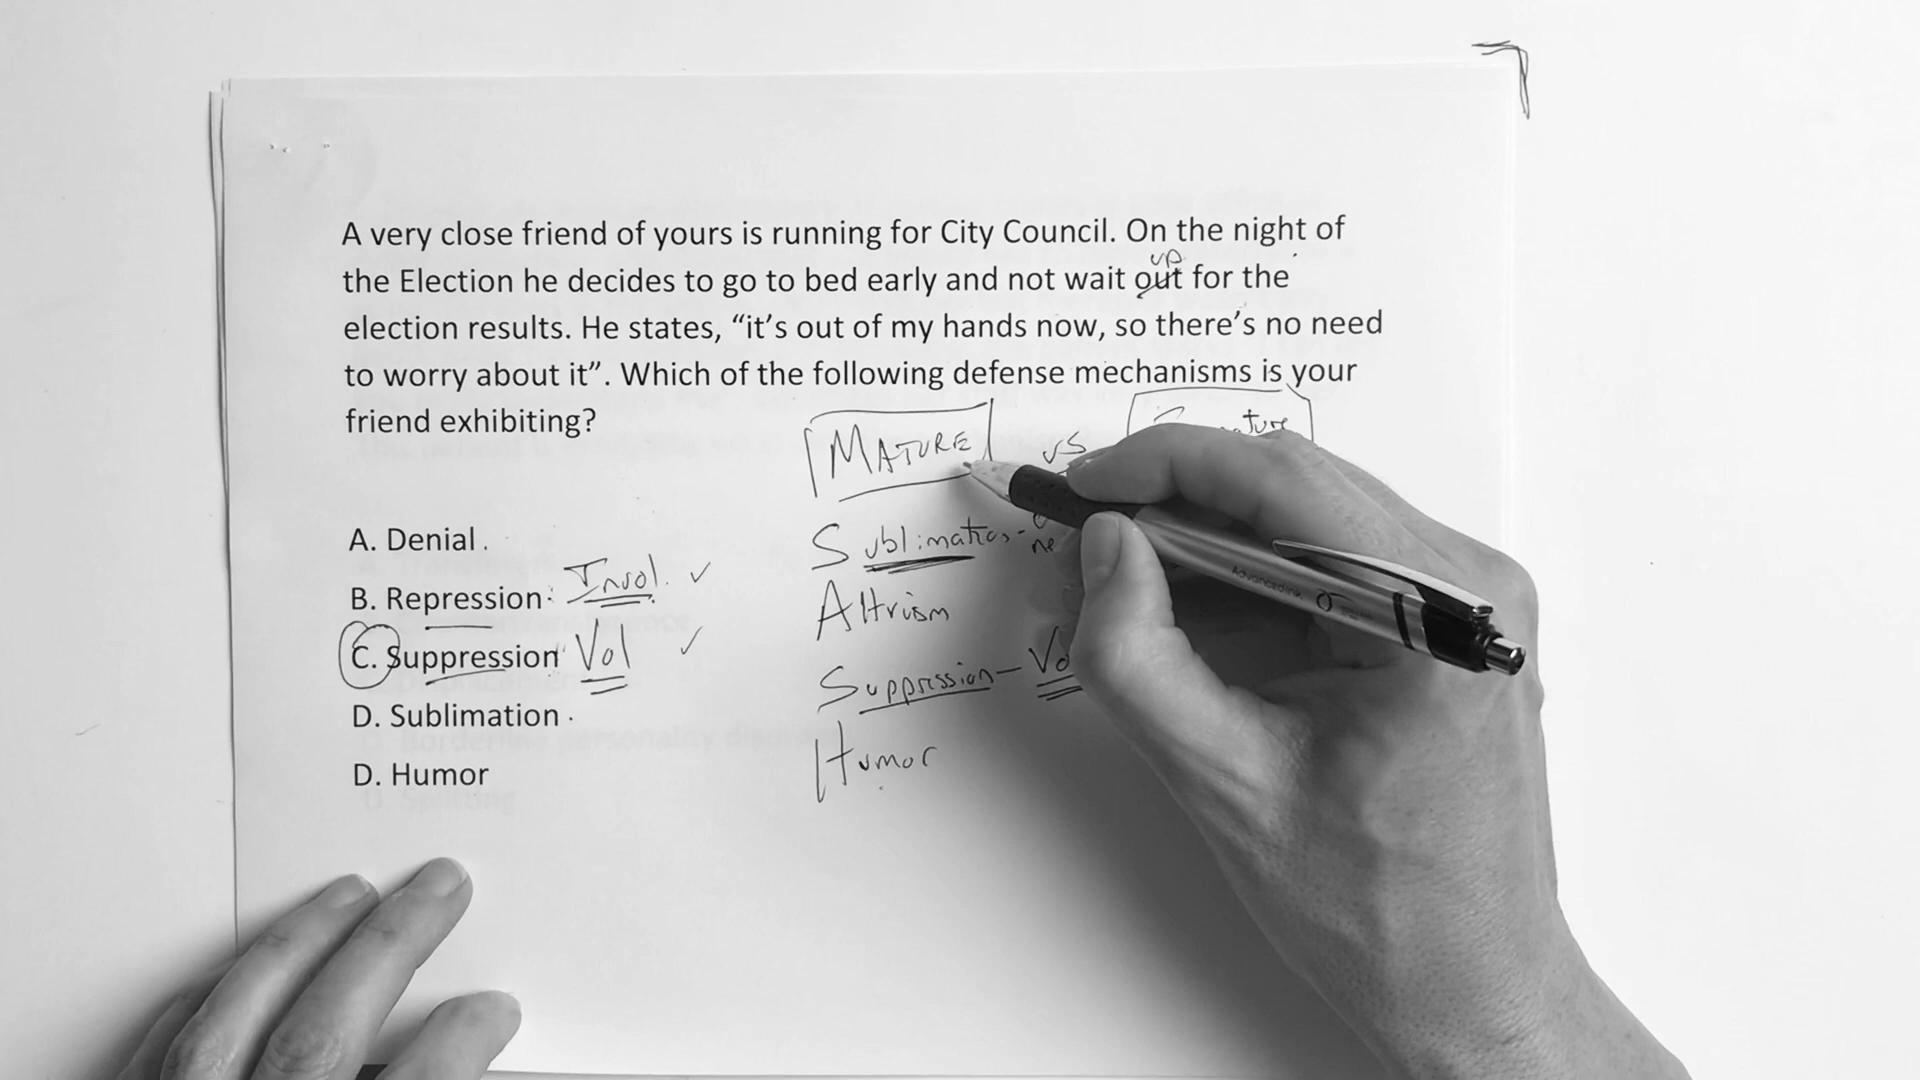 A very close friend of yours is running for City Council. On the night of
up
the Election he decides to go to bed early and not wait out for the
election results. He states, “it’s out of my hands now, so there’s no need
to worry about it”. Which of the following defense mechanisms is your
friend exhibiting?
MATURE vs
A. Denial
B. Repression Invol. ✓
C. Suppression Vol ✓
D. Sublimation
D. Humor
Sublimation -
Altrism
Suppression -
Humor